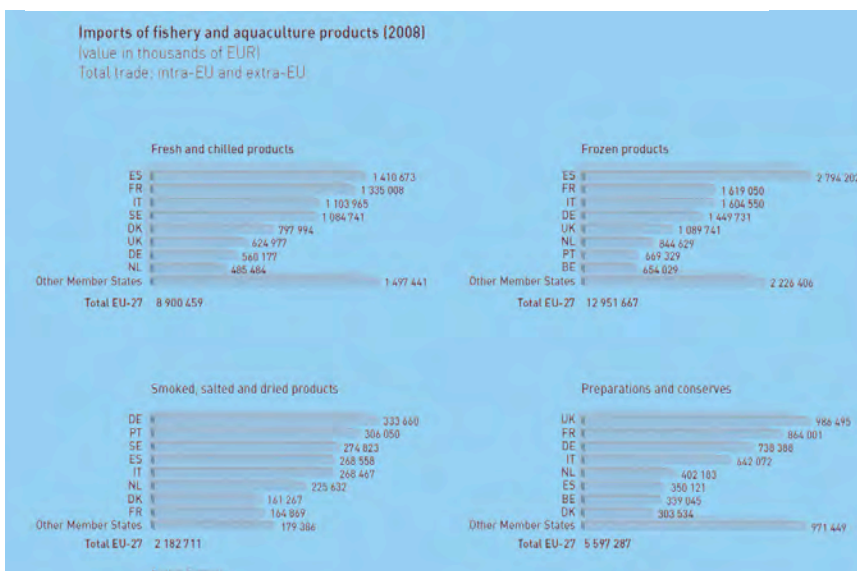 Imports of fishery and aquaculture products (2008)
(value in thousands of EUR)
Total trade: intra-EU and extra-EU
Fresh and chilled products
ES 1 410 673
FR 1 335 008
IT 1 103 965
SE 1 084 741
DK 797 994
UK 624 977
DE 560 177
NL 485 484
Other Member States 1 497 441
Total EU-27 8 900 459
Frozen products
ES 2 794 202
FR 1 619 050
IT 1 604 550
DE 1 449 731
UK 1 089 741
NL 844 629
PT 669 329
BE 654 029
Other Member States 2 226 406
Total EU-27 12 951 667
Smoked, salted and dried products
DE 333 660
PT 306 050
SE 274 823
ES 268 558
IT 268 467
NL 225 632
DK 161 267
FR 164 869
Other Member States 179 386
Total EU-27 2 182 711
Preparations and conserves
UK 986 495
FR 864 001
DE 738 388
IT 642 072
NL 402 183
ES 350 121
BE 339 045
DK 303 534
Other Member States 971 449
Total EU-27 5 597 287